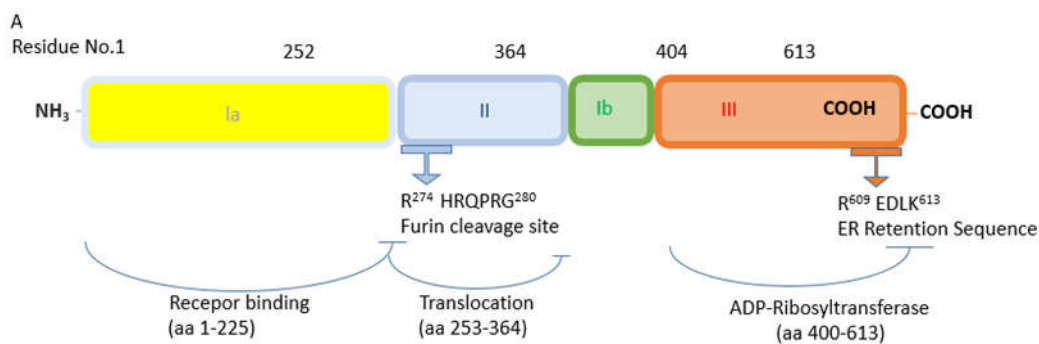 A
Residue No.1 252 364 404 613
NH₃ Ia II Ib III COOH COOH
R²⁷⁴ HRQPRG²⁸⁰
Furin cleavage site
R⁶⁰⁹ EDLK⁶¹³
ER Retention Sequence
Recepor binding
(aa 1-225)
Translocation
(aa 253-364)
ADP-Ribosyltransferase
(aa 400-613)